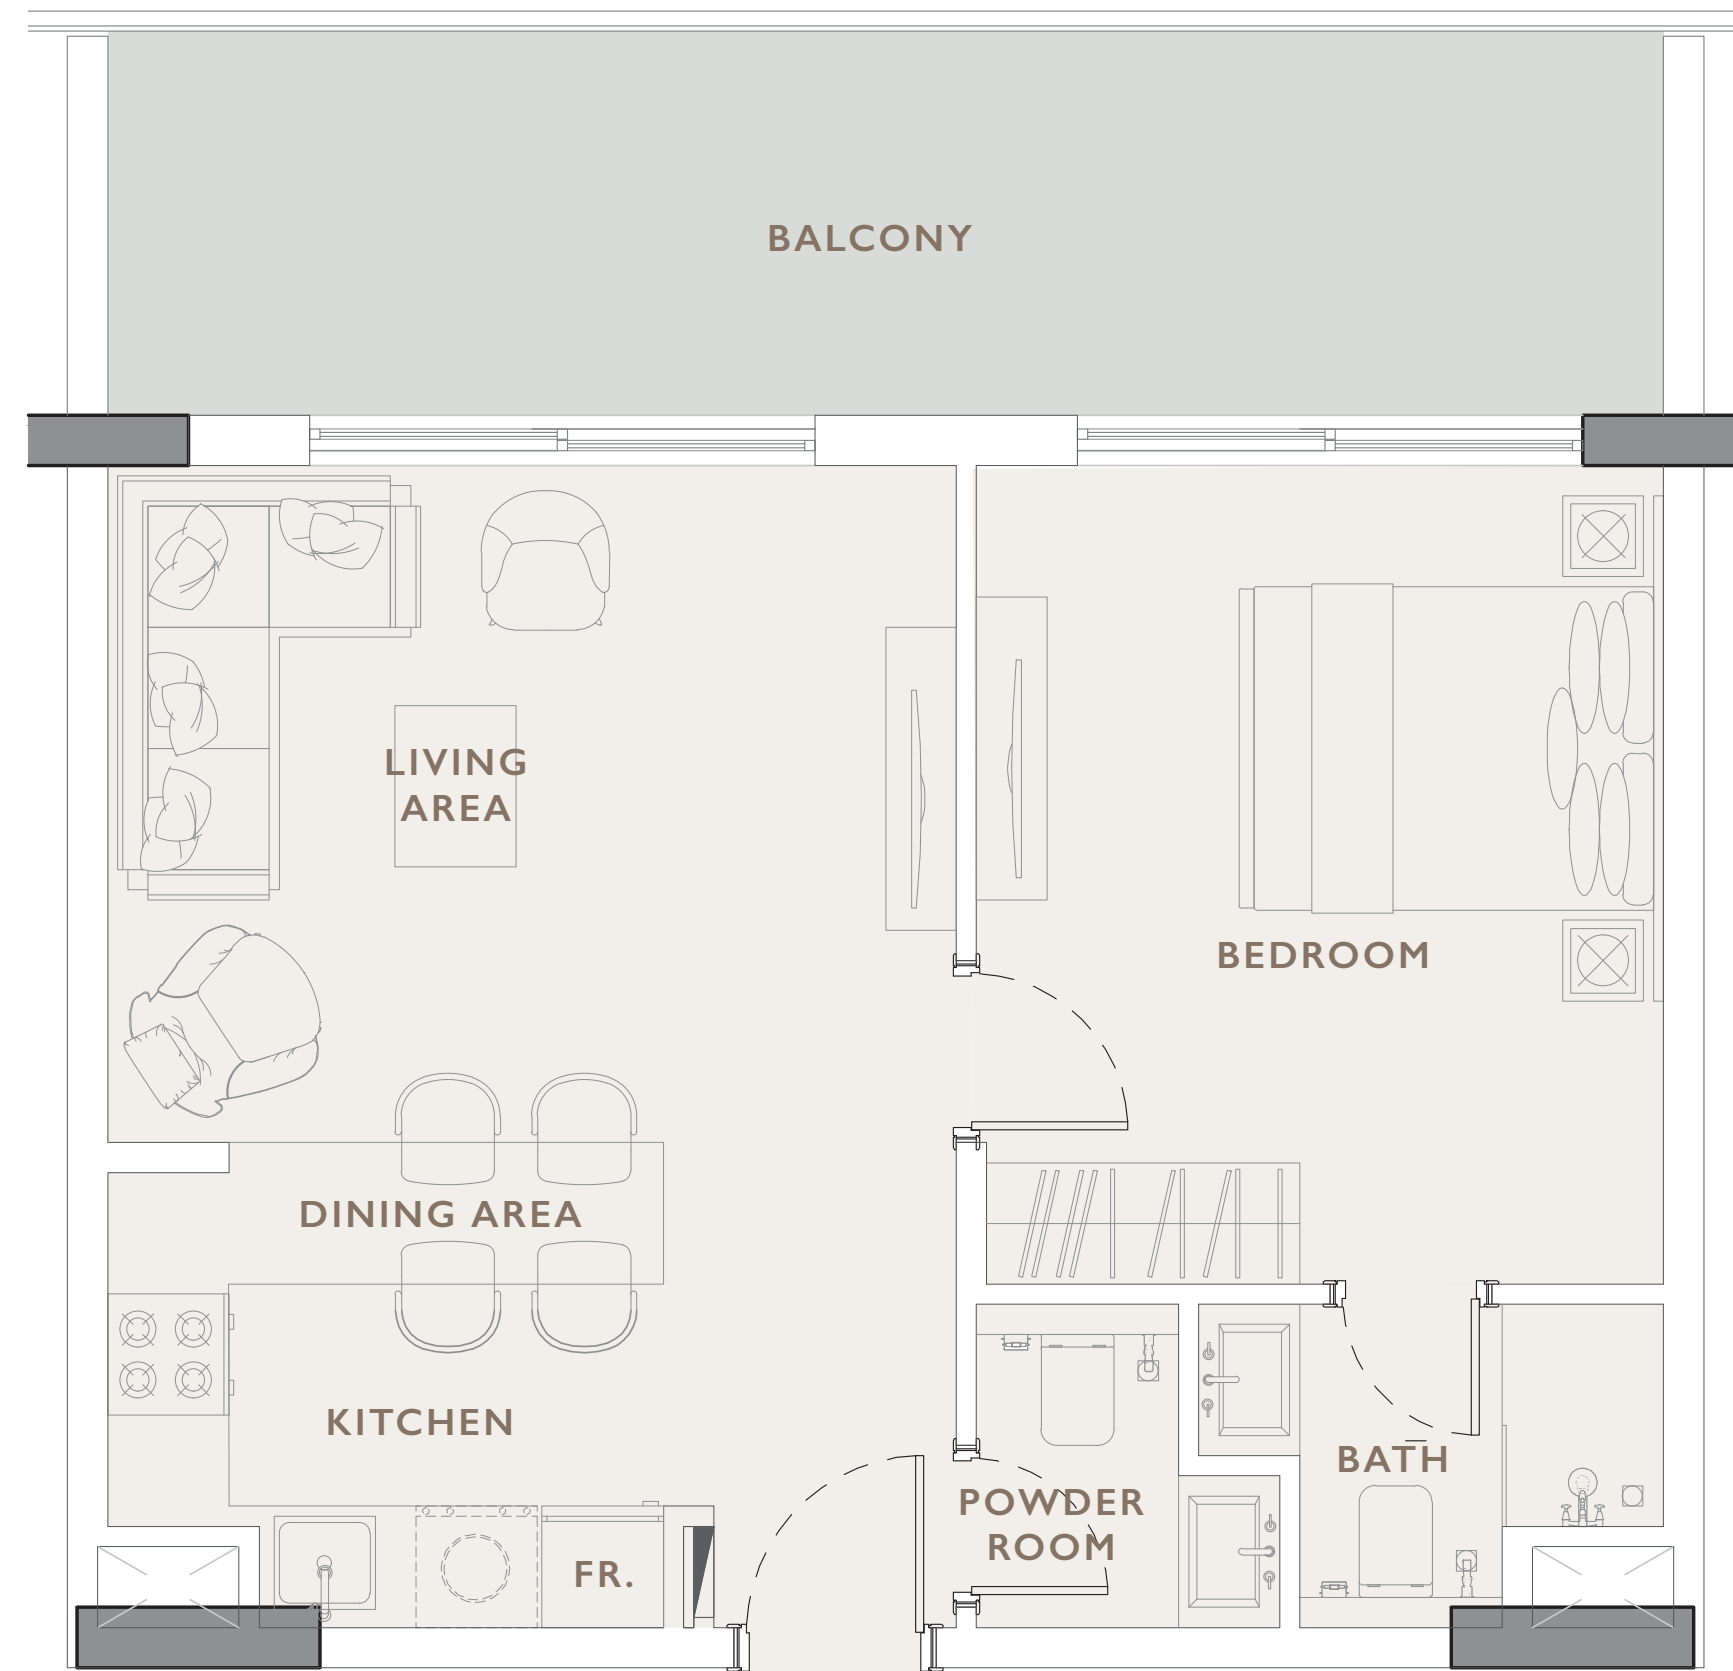 BALCONY
LIVING
AREA
BEDROOM
DINING AREA
KITCHEN
BATH
POWDER
ROOM
FR.